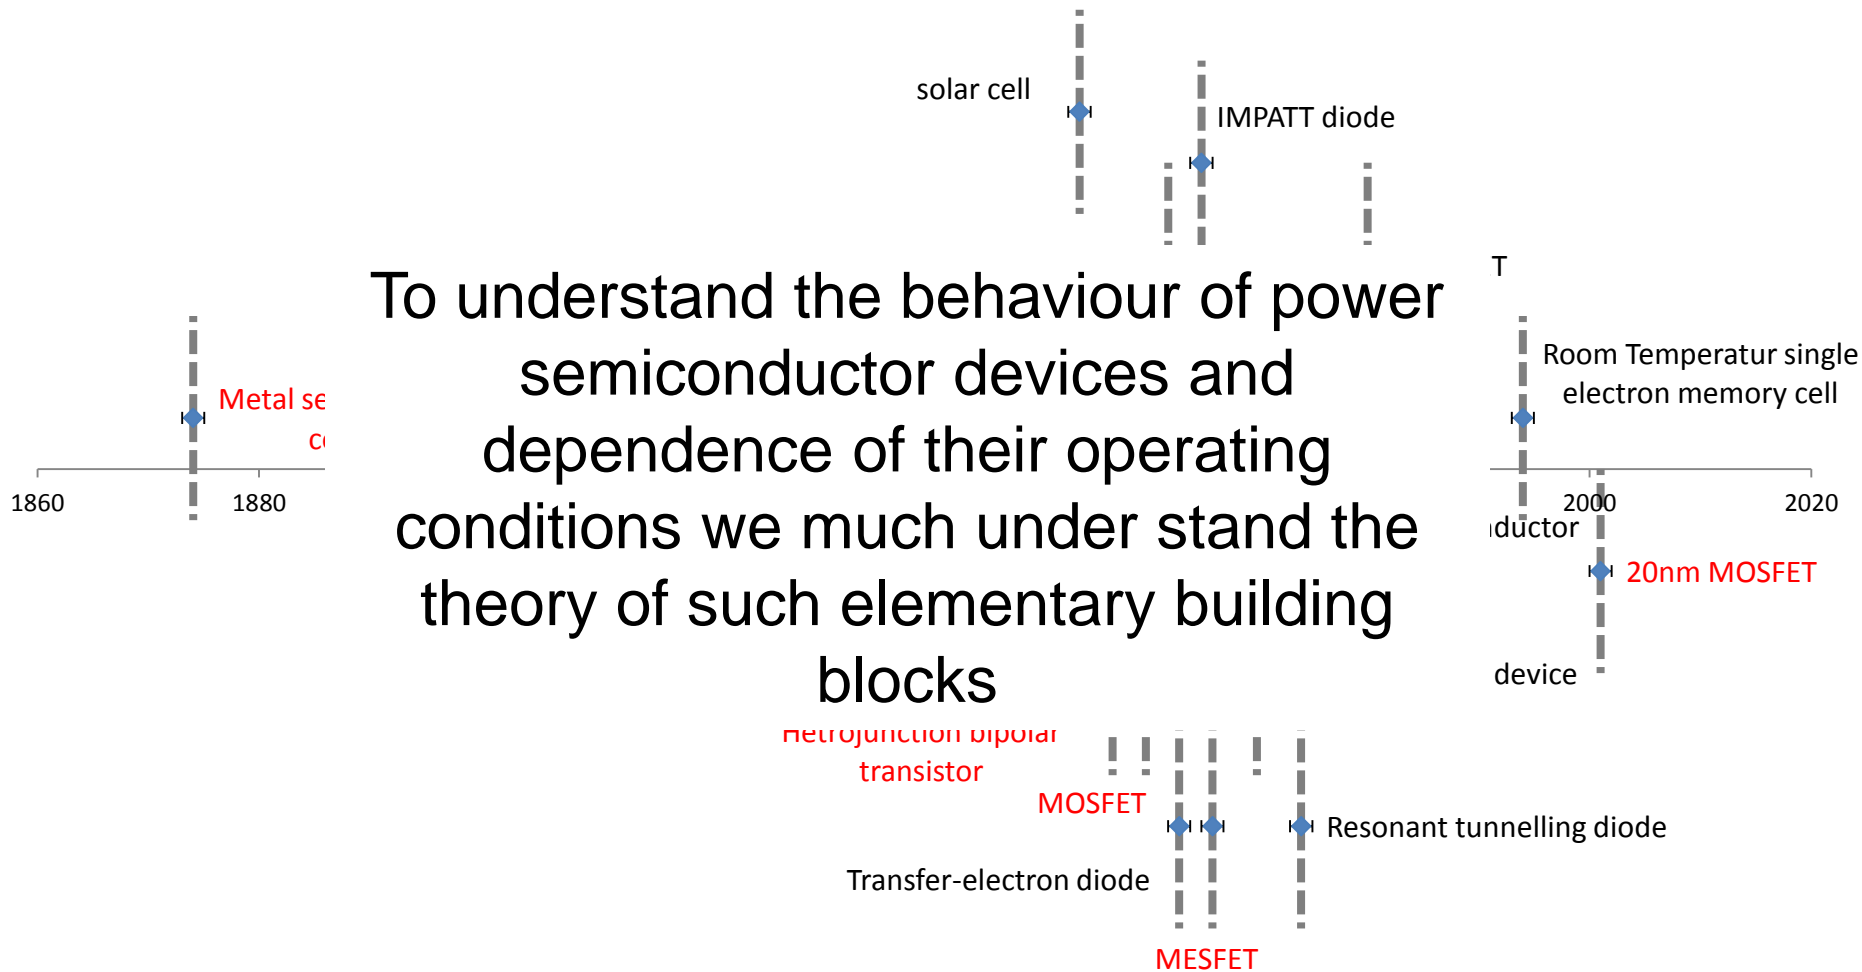 solar cell
IMPATT diode
To understand the behaviour of power
semiconductor devices and
dependence of their operating
conditions we much under stand the
theory of such elementary building
blocks
T
Room Temperatur single
electron memory cell
Metal
1860
1880
2000
2020
20nm MOSFET
device
Hetrojunction bipolar
transistor
MOSFET
Resonant tunnelling diode
Transfer-electron diode
MESFET